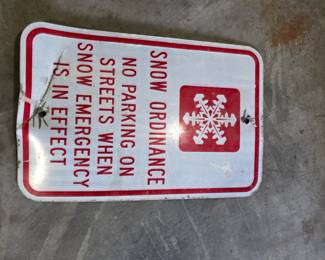 SNOW ORDINANCE
NO PARKING ON
STREETS WHEN
SNOW EMERGENCY
IS IN EFFECT